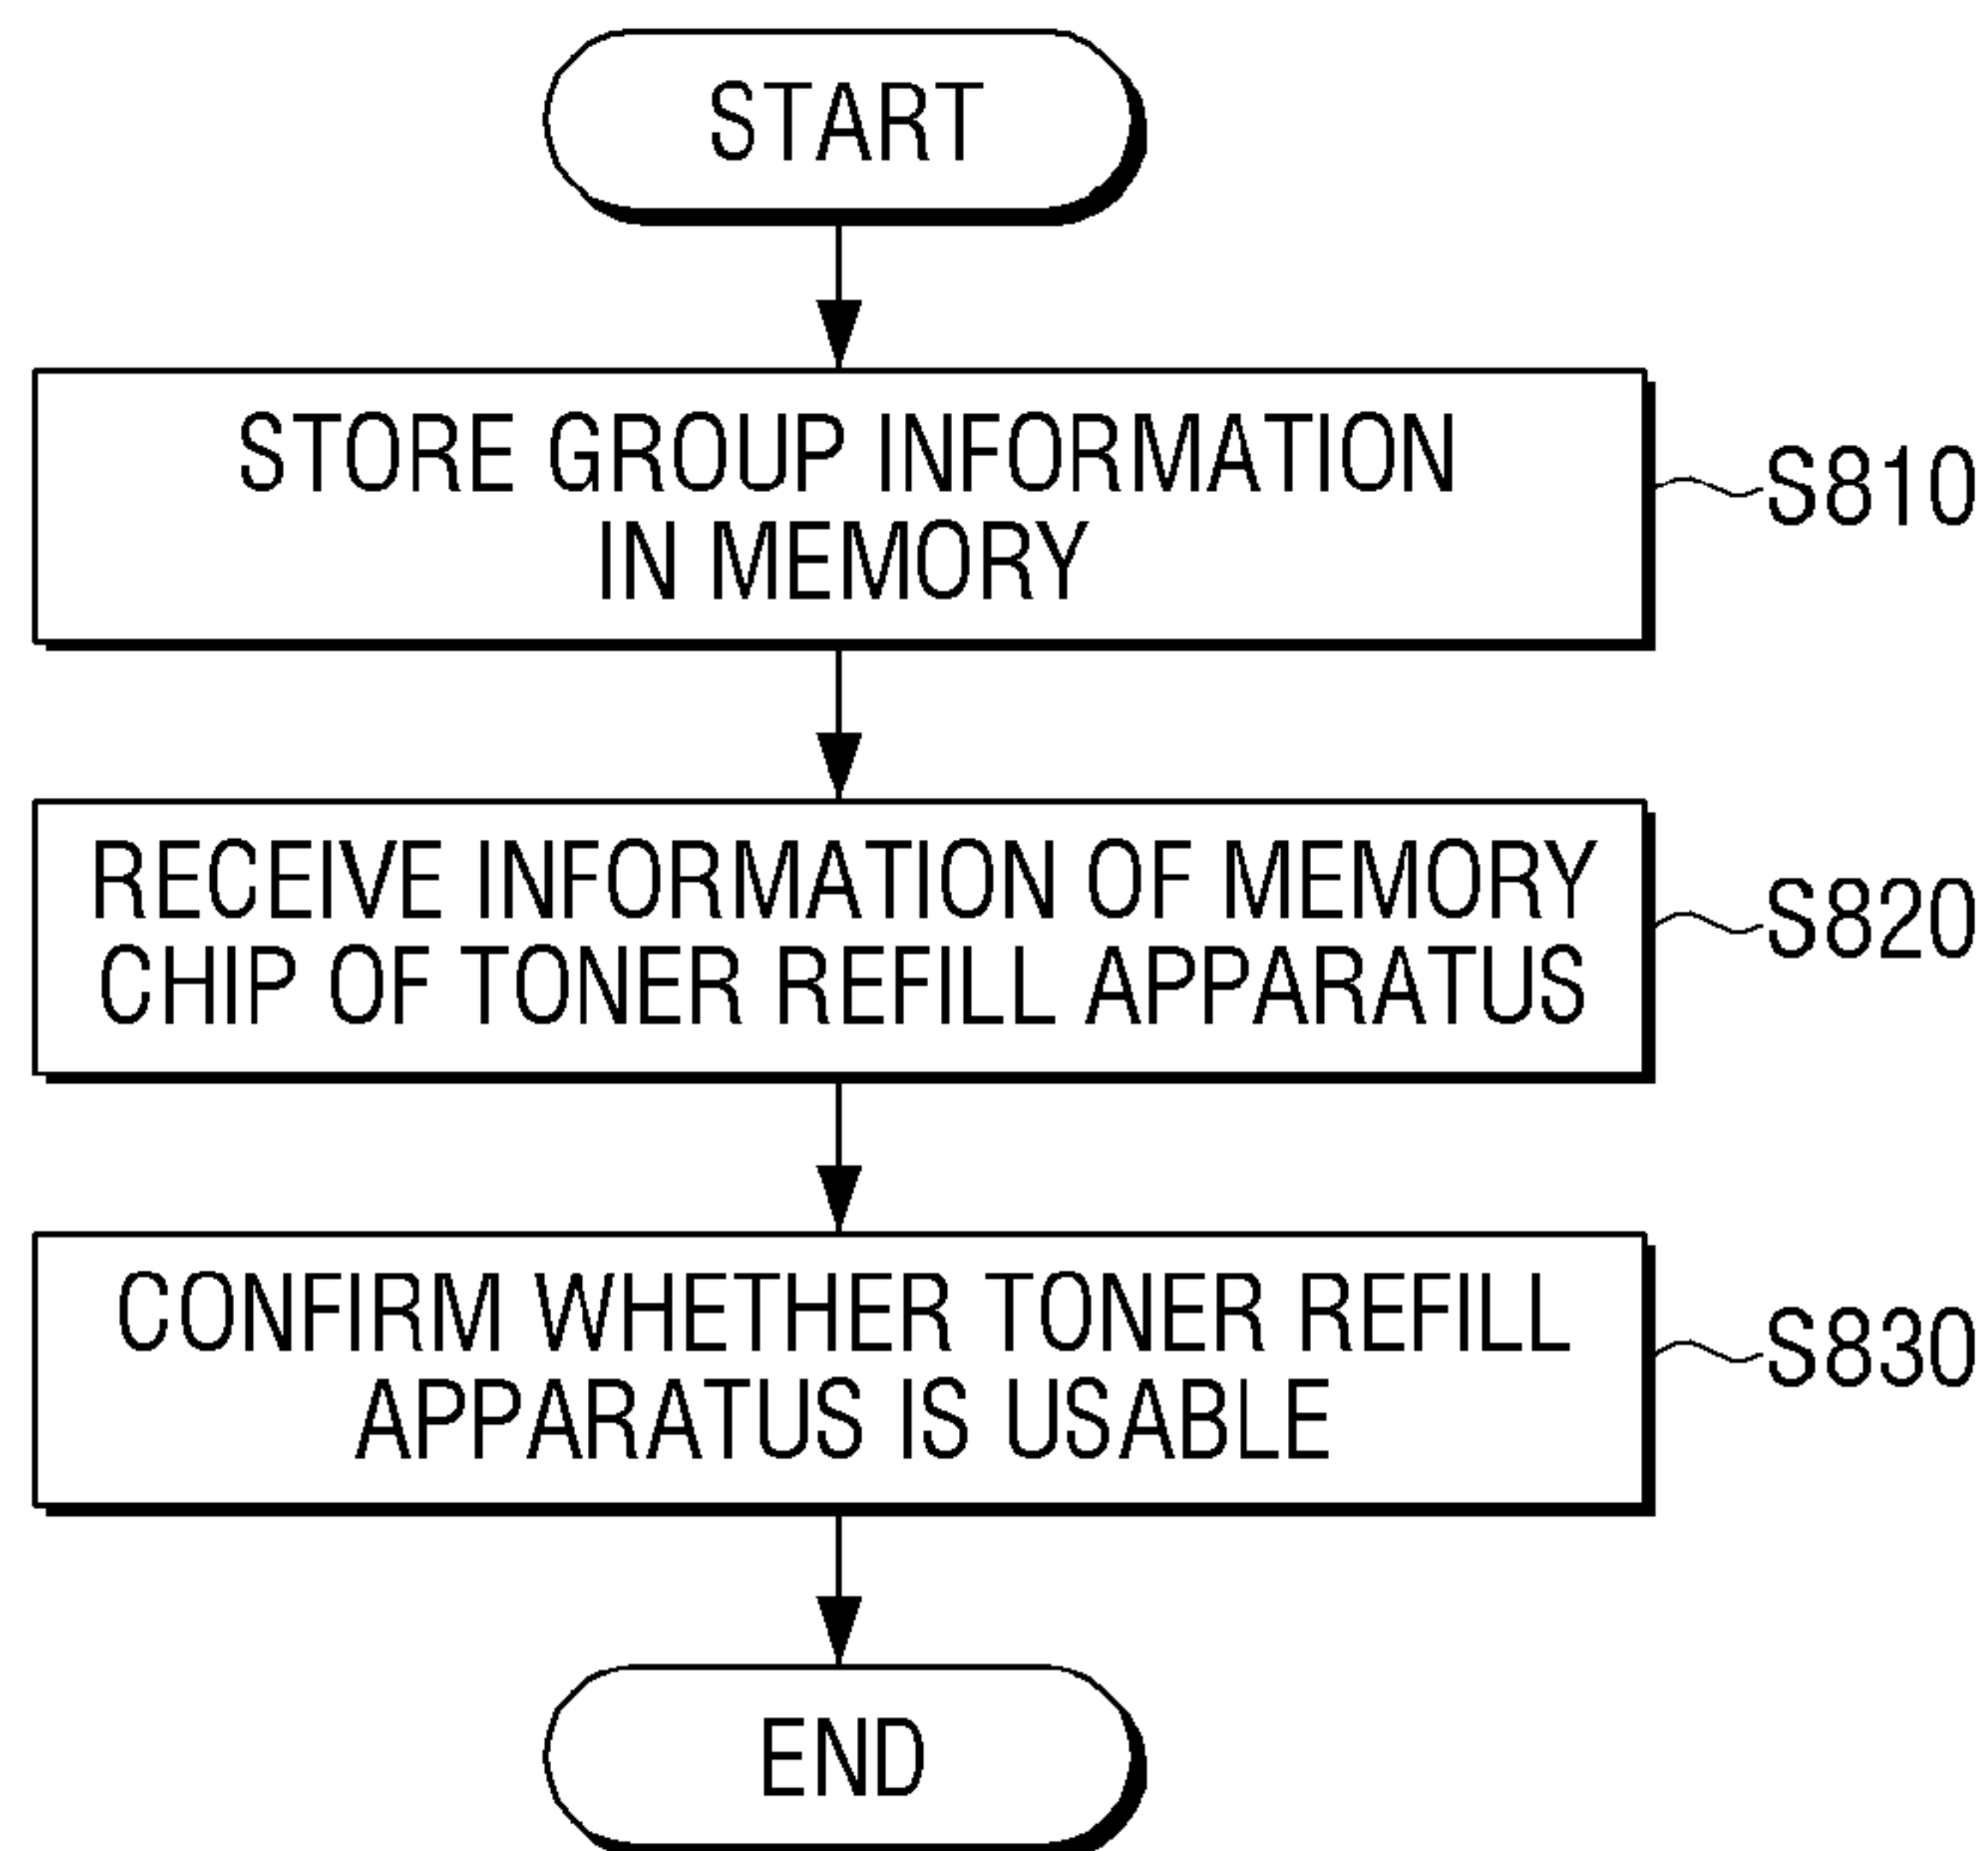 START
STORE GROUP INFORMATION
IN MEMORY
S810
RECEIVE INFORMATION OF MEMORY
CHIP OF TONER REFILL APPARATUS
S820
CONFIRM WHETHER TONER REFILL
APPARATUS IS USABLE
S830
END